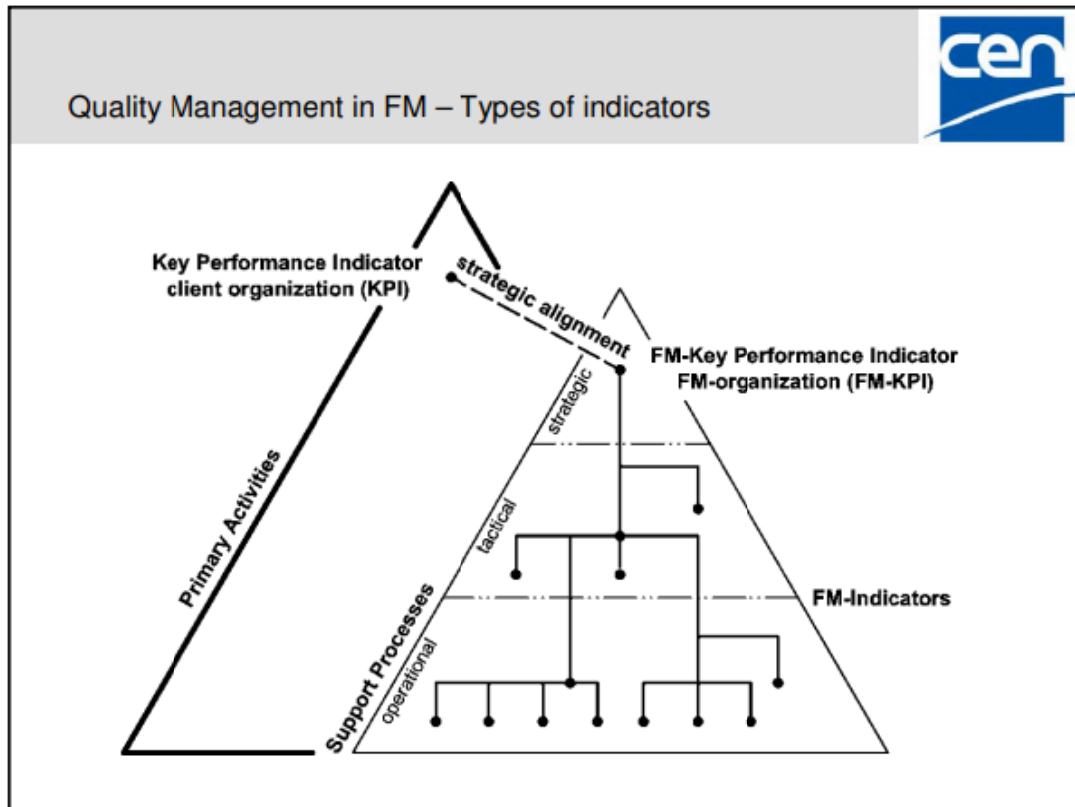 cen
Quality Management in FM – Types of indicators
Key Performance Indicator
client organization (KPI)
strategic alignment
FM-Key Performance Indicator
FM-organization (FM-KPI)
strategic
Primary Activities
tactical
FM-Indicators
Support Processes
operational